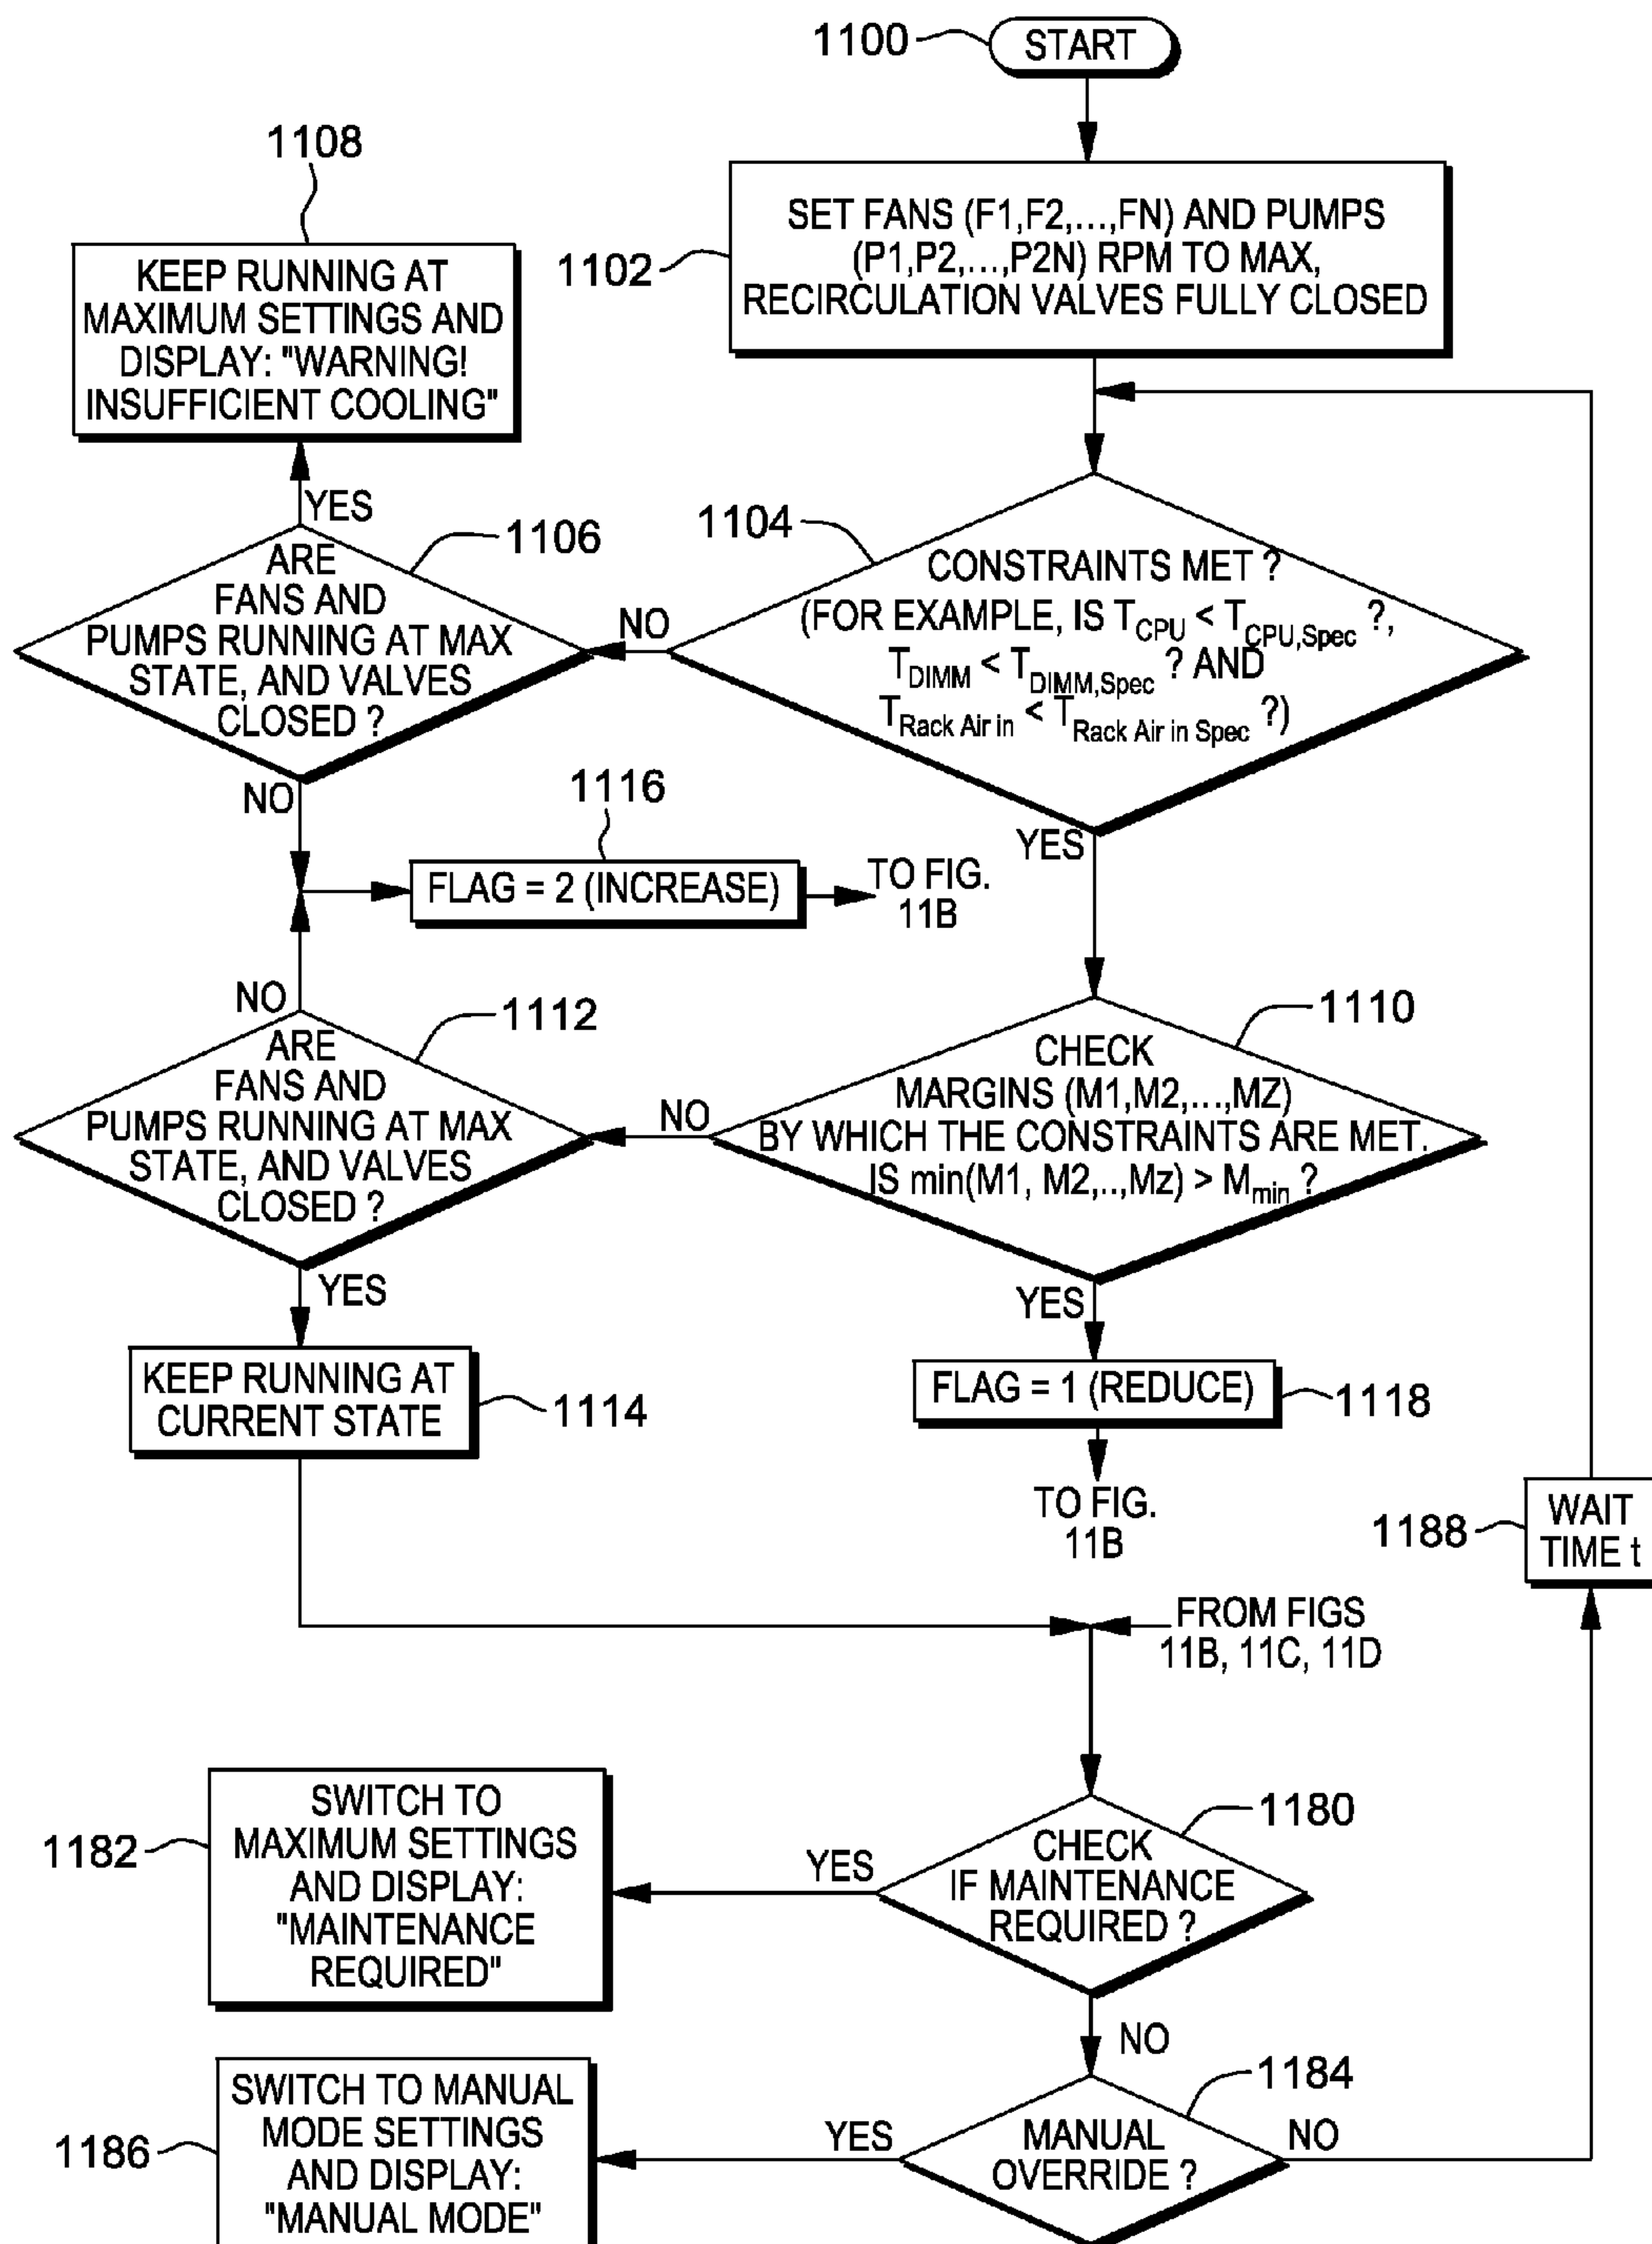 1100
START
1108
SET FANS (F1,F2,...,FN) AND PUMPS
(P1,P2,...,P2N) RPM TO MAX,
RECIRCULATION VALVES FULLY CLOSED
1102
KEEP RUNNING AT
MAXIMUM SETTINGS AND
DISPLAY: "WARNING!
INSUFFICIENT COOLING"
YES
1106
ARE
FANS AND
PUMPS RUNNING AT MAX
STATE, AND VALVES
CLOSED ?
NO
NO
1104
CONSTRAINTS MET ?
(FOR EXAMPLE, IS T CPU < T CPU,Spec ?,
T DIMM < T DIMM,Spec ? AND
T Rack Air in < T Rack Air in Spec ?)
YES
1116
FLAG = 2 (INCREASE)
TO FIG.
11B
NO
1112
ARE
FANS AND
PUMPS RUNNING AT MAX
STATE, AND VALVES
CLOSED ?
YES
NO
1110
CHECK
MARGINS (M1,M2,...,MZ)
BY WHICH THE CONSTRAINTS ARE MET.
IS min(M1, M2,..,Mz) > M min ?
YES
KEEP RUNNING AT
CURRENT STATE
1114
FLAG = 1 (REDUCE)
1118
TO FIG.
11B
1188
WAIT
TIME t
FROM FIGS
11B, 11C, 11D
1182
SWITCH TO
MAXIMUM SETTINGS
AND DISPLAY:
"MAINTENANCE
REQUIRED"
YES
1180
CHECK
IF MAINTENANCE
REQUIRED ?
NO
1186
SWITCH TO MANUAL
MODE SETTINGS
AND DISPLAY:
"MANUAL MODE"
YES
1184
MANUAL
OVERRIDE ?
NO